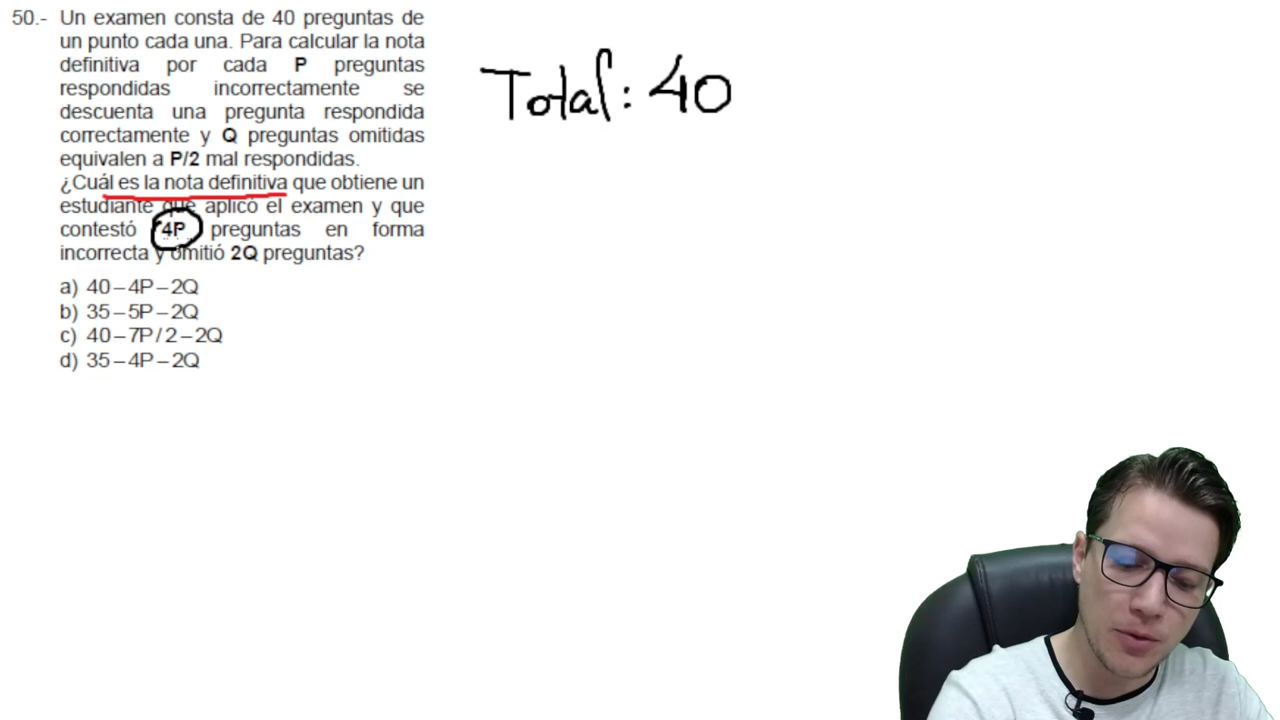 50.- Un examen consta de 40 preguntas de
un punto cada una. Para calcular la nota
definitiva por cada P preguntas
respondidas incorrectamente se
descuenta una pregunta respondida
correctamente y Q preguntas omitidas
equivalen a P/2 mal respondidas.
¿Cuál es la nota definitiva que obtiene un
estudiante que aplicó el examen y que
contestó 4P preguntas en forma
incorrecta y omitió 2Q preguntas?
a) 40–4P–2Q
b) 35–5P–2Q
c) 40–7P/2–2Q
d) 35–4P–2Q
Total: 40